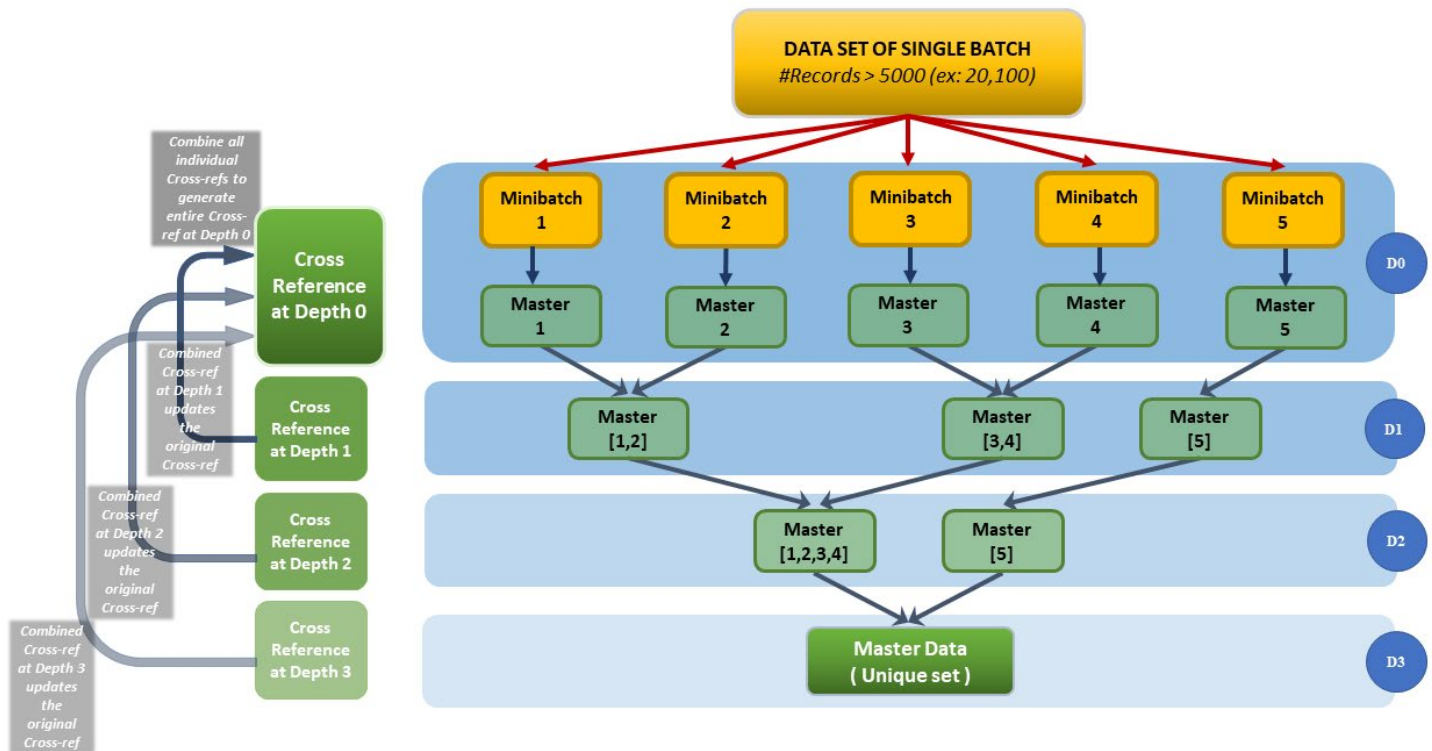 DATA SET OF SINGLE BATCH
#Records > 5000 (ex: 20,100)
Combine all
individual
Cross-refs to
generate
entire Cross-
ref at Depth 0
Cross
Reference
at Depth 0
Minibatch
1
Minibatch
2
Minibatch
3
Minibatch
4
Minibatch
5
D0
Master
1
Master
2
Master
3
Master
4
Master
5
Combined
Cross-ref
at Depth 1
updates
the
original
Cross-ref
Cross
Reference
at Depth 1
Master
[1,2]
Master
[3,4]
Master
[5]
D1
Combined
Cross-ref
at Depth 2
updates
the
original
Cross-ref
Cross
Reference
at Depth 2
Master
[1,2,3,4]
Master
[5]
D2
Combined
Cross-ref
at Depth 3
updates
the
original
Cross-ref
Cross
Reference
at Depth 3
Master Data
( Unique set )
D3